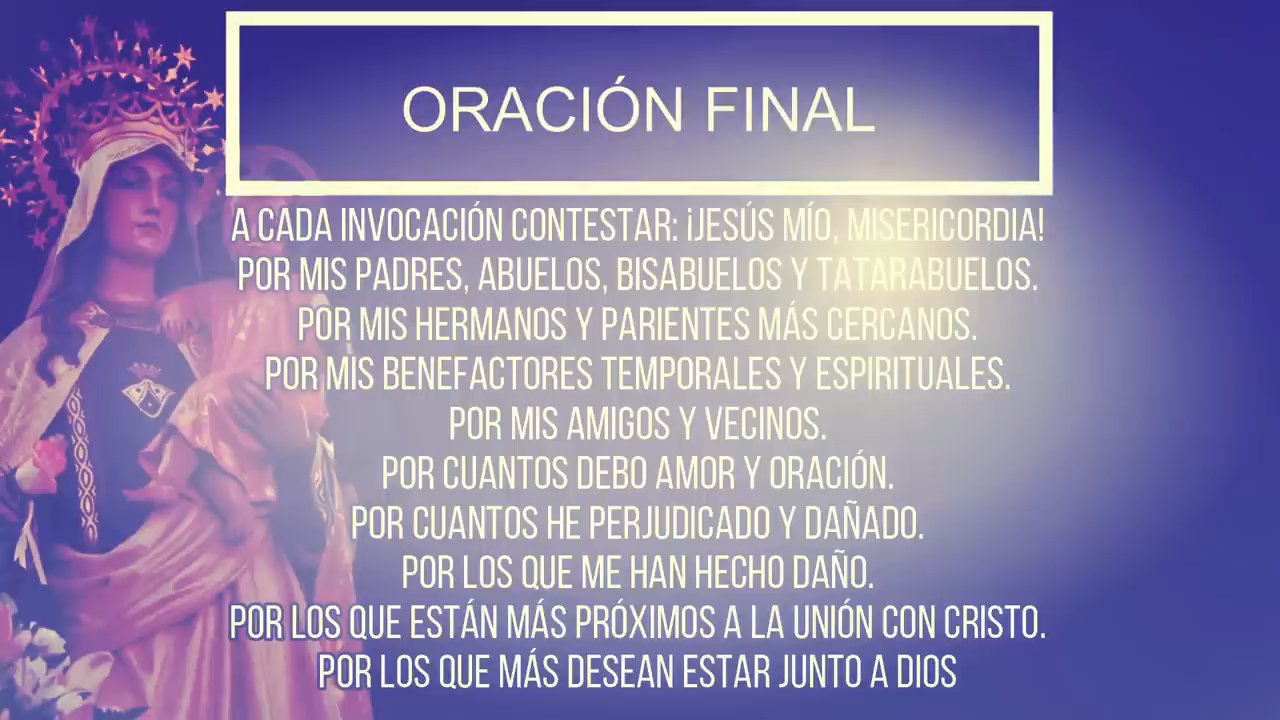 ORACIÓN FINAL
A CADA INVOCACIÓN CONTESTAR: ¡JESÚS MÍO, MISERICORDIA!
POR MIS PADRES, ABUELOS, BISABUELOS Y TATARABUELOS.
POR MIS HERMANOS Y PARIENTES MÁS CERCANOS.
POR MIS BENEFACTORES TEMPORALES Y ESPIRITUALES.
POR MIS AMIGOS Y VECINOS.
POR CUANTOS DEBO AMOR Y ORACIÓN.
POR CUANTOS HE PERJUDICADO Y DAÑADO.
POR LOS QUE ME HAN HECHO DAÑO.
POR LOS QUE ESTÁN MÁS PRÓXIMOS A LA UNIÓN CON CRISTO.
POR LOS QUE MÁS DESEAN ESTAR JUNTO A DIOS